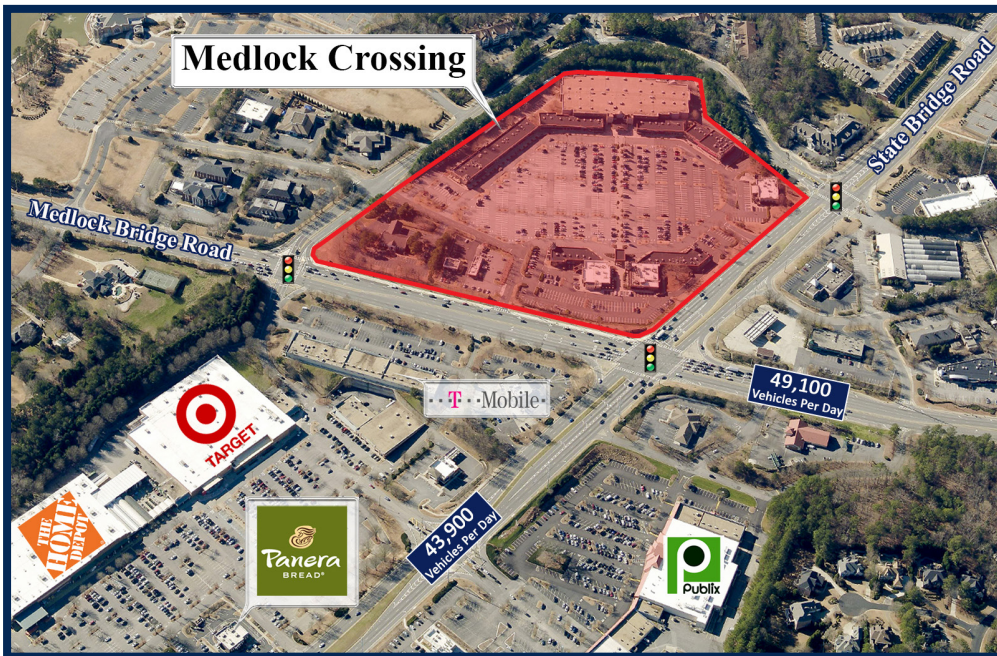 Medlock Crossing
State Bridge Road
Medlock Bridge Road
49,100
Vehicles Per Day
T
Mobile
TARGET
THE
HOME
DEPOT
Panera
BREAD®
43,900
Vehicles Per Day
P
Publix